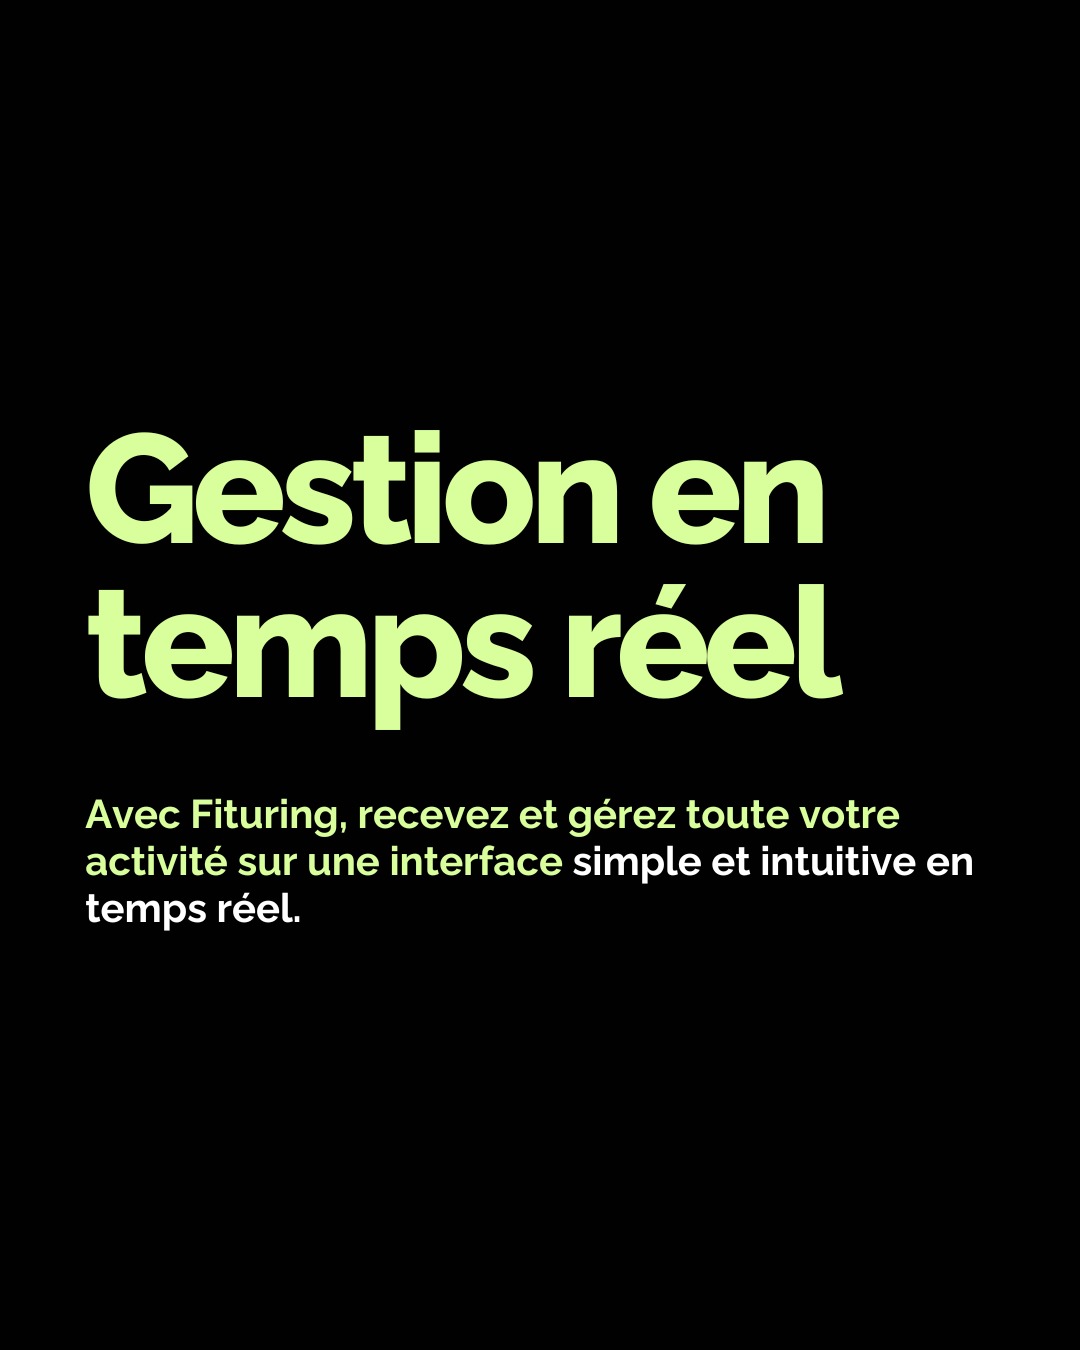 Gestion en
temps réel
Avec Fituring, recevez et gérez toute votre
activité sur une interface simple et intuitive en
temps réel.